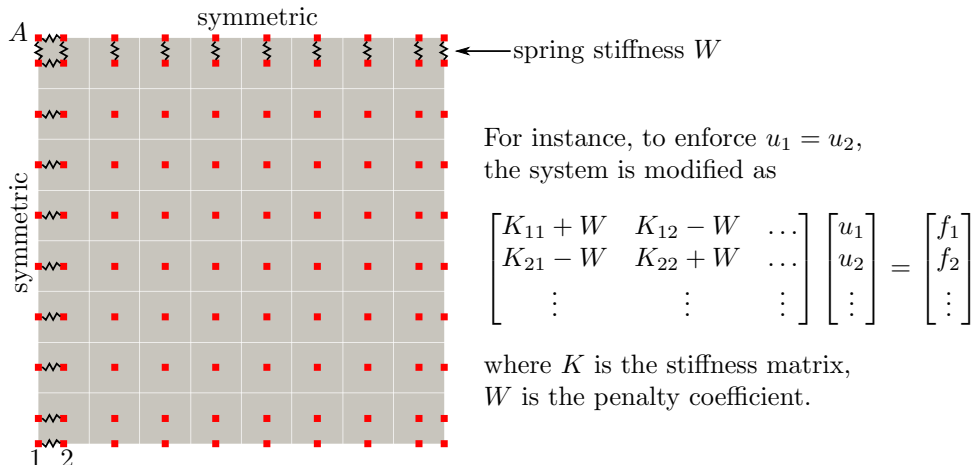 symmetric
A
spring stiffness W
symmetric
For instance, to enforce u₁ = u₂,
the system is modified as
[K₁₁ + W K₁₂ − W …] [u₁] = [f₁]
[K₂₁ − W K₂₂ + W …] [u₂] [f₂]
[⋮ ⋮ ⋮] [⋮] [⋮]
where K is the stiffness matrix,
W is the penalty coefficient.
1 2